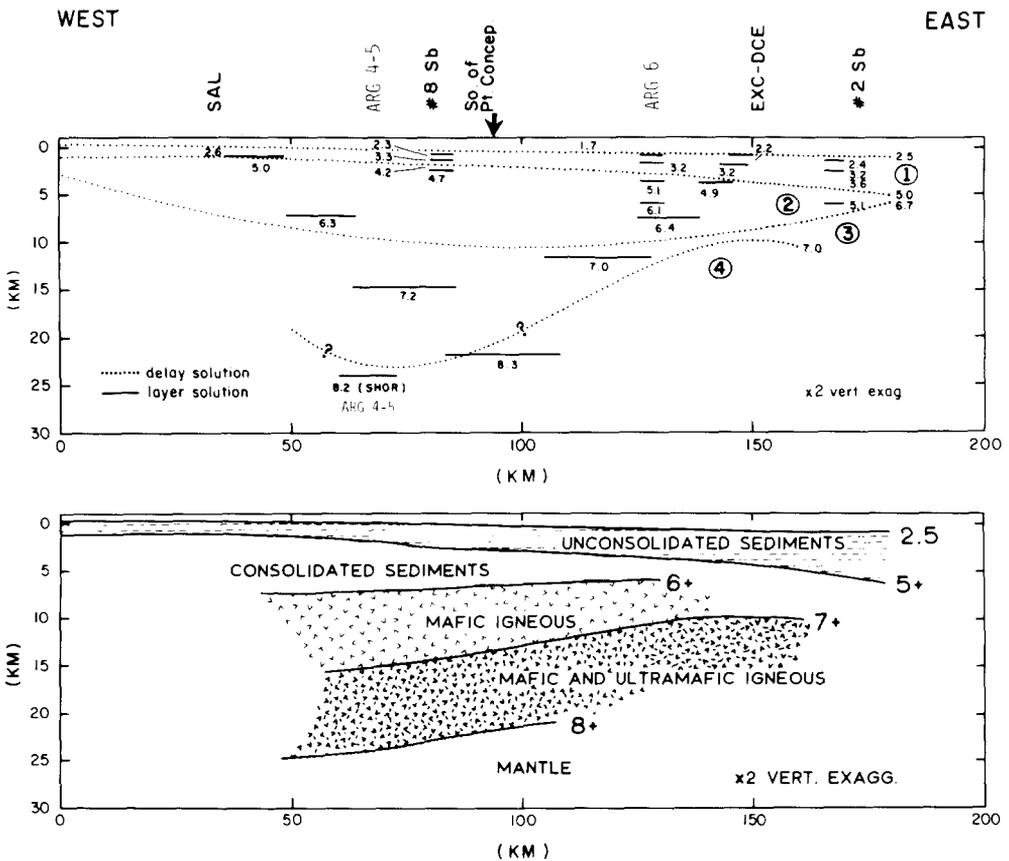 WEST
EAST
SAL
ARG 4-5
# 8 Sb
So of
Pt. Concep.
ARG 6
EXC-DCE
# 2 Sb
0
5
10
15
20
25
30
(KM)
2.6
5.0
2.3
3.3
4.2
4.7
1.7
3.2
5.1
6.1
6.4
2.2
3.2
4.9
2.5
2.4
3.2
3.6
5.0
5.1
6.7
1
2
3
4
6.3
7.0
7.0
7.2
?
?
8.3
8.2 (SHOR)
ARG 4-5
delay solution
layer solution
x2 vert exag
0
50
100
150
200
(KM)
0
5
10
15
20
25
30
(KM)
UNCONSOLIDATED SEDIMENTS
2.5
CONSOLIDATED SEDIMENTS
6+
5+
MAFIC IGNEOUS
7+
MAFIC AND ULTRAMAFIC IGNEOUS
8+
MANTLE
x2 VERT. EXAGG.
0
50
100
150
200
(KM)